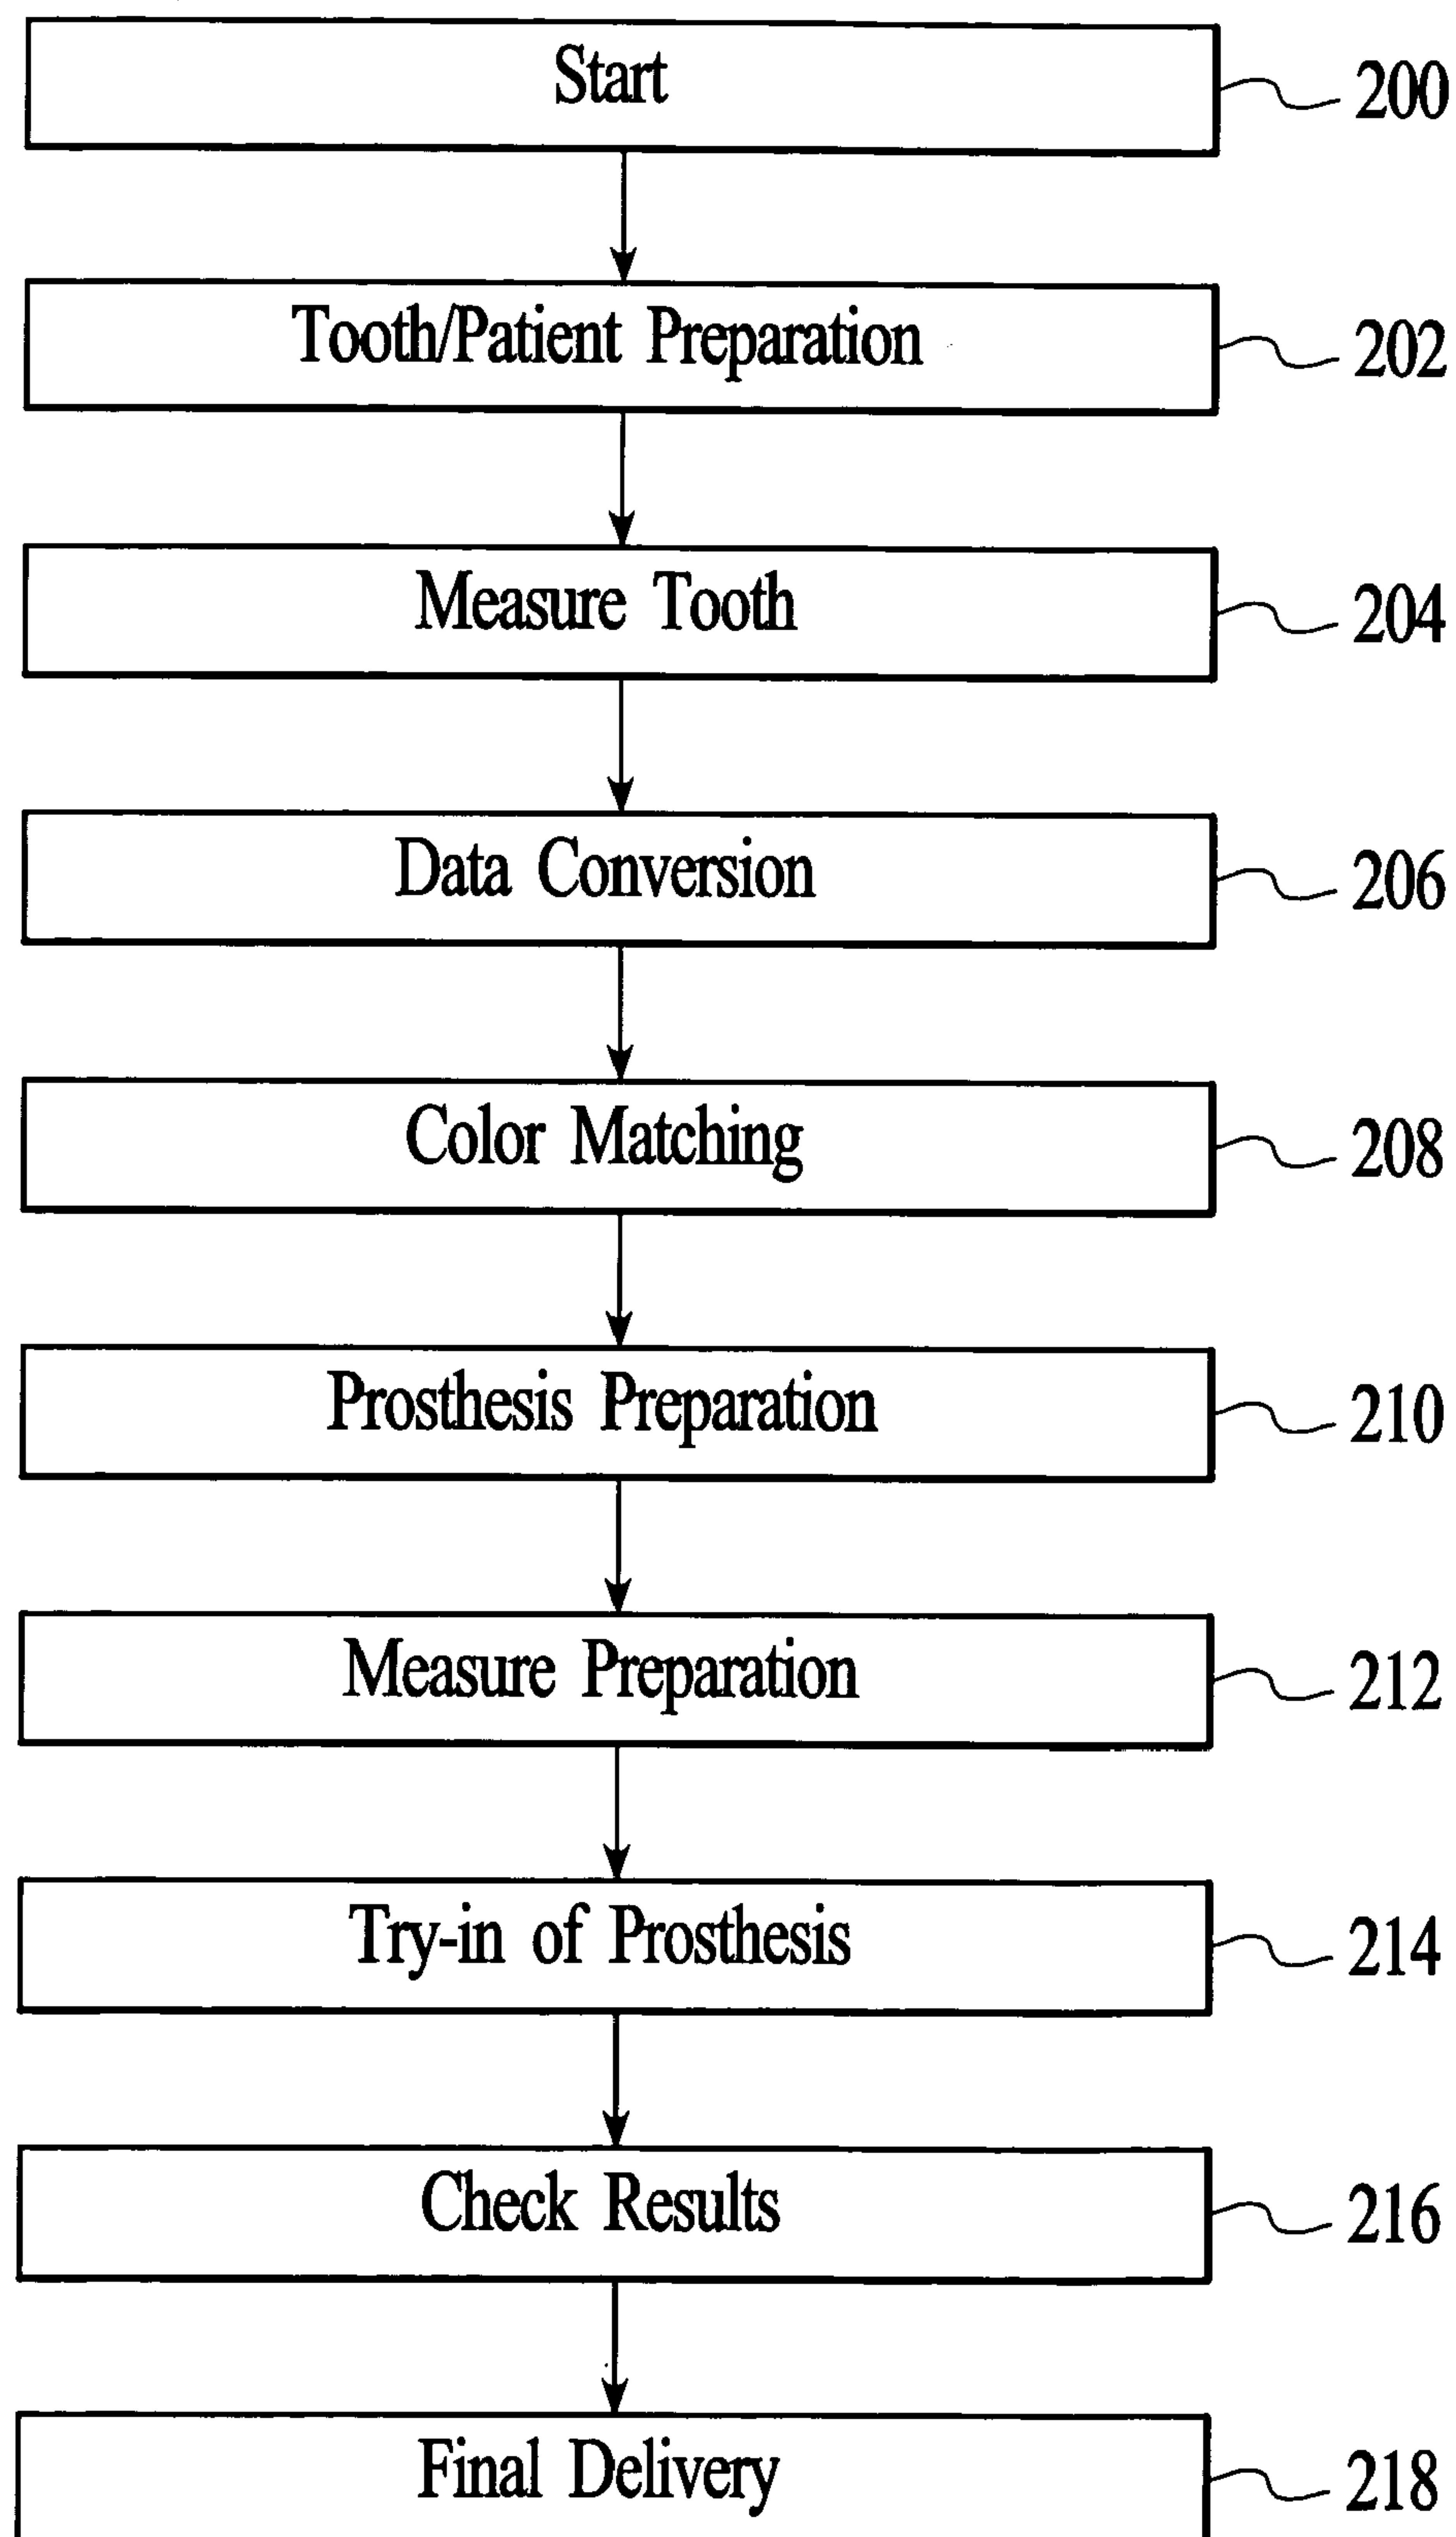 Start 200
Tooth/Patient Preparation 202
Measure Tooth 204
Data Conversion 206
Color Matching 208
Prosthesis Preparation 210
Measure Preparation 212
Try-in of Prosthesis 214
Check Results 216
Final Delivery 218